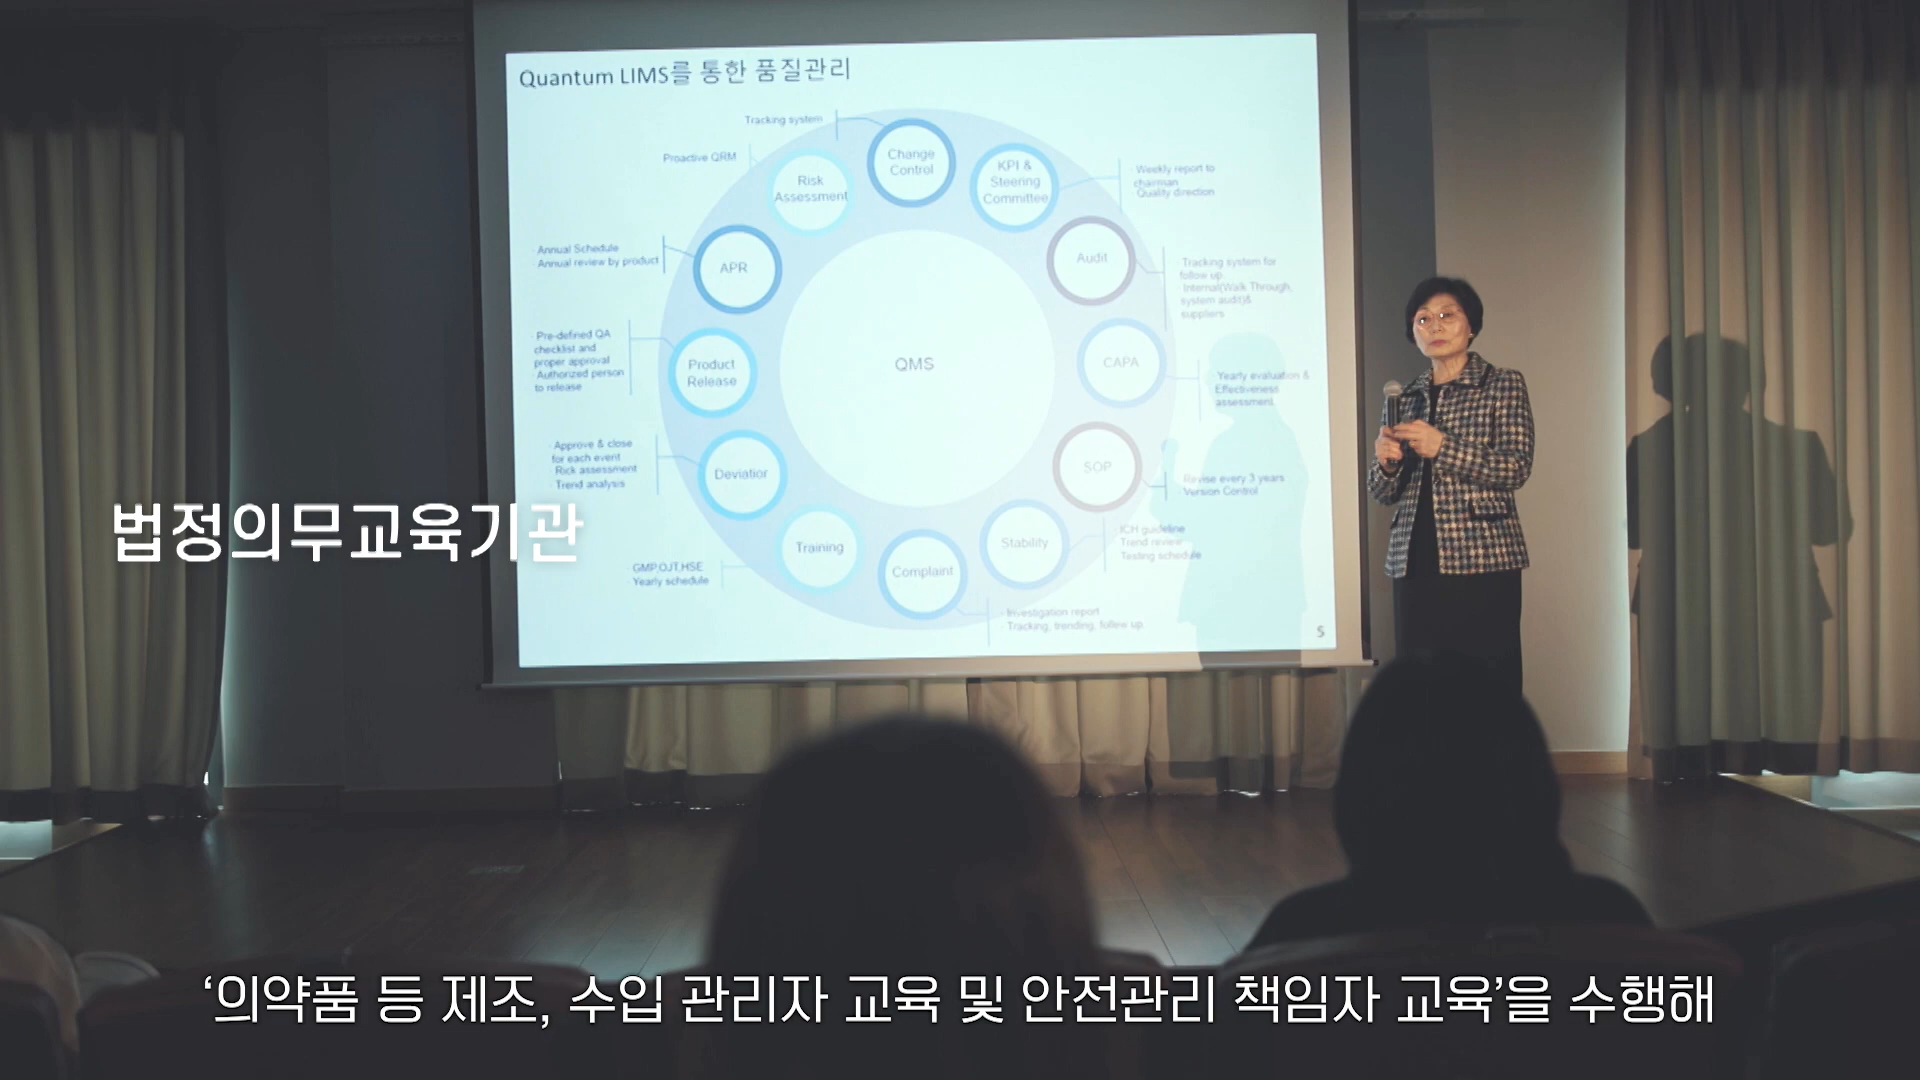 Quantum LIMS를 통한 품질관리
Tracking system
Change
Control
Proactive QRM
Risk
Assessment
KPI &
Steering
Committee
Weekly report to
chairman
Quality direction
Annual Schedule
Annual review by product
APR
Audit
Tracking system for
follow up
Internal(Walk Through,
system audit)&
suppliers
Pre-defined QA
checklist and
proper approval
Authorized person
to release
Product
Release
QMS
CAPA
Yearly evaluation &
Effectiveness
assessment
Approve & close
for each event
Rick assessment
Trend analysis
Deviation
SOP
Revise every 3 years
Version Control
GMP,OJT,HSE
Yearly schedule
Training
Complaint
Stability
ICH guideline
Trend review
Testing schedule
Investigation report
Tracking, trending, follow up
5
법정의무교육기관
‘의약품 등 제조, 수입 관리자 교육 및 안전관리 책임자 교육’을 수행해